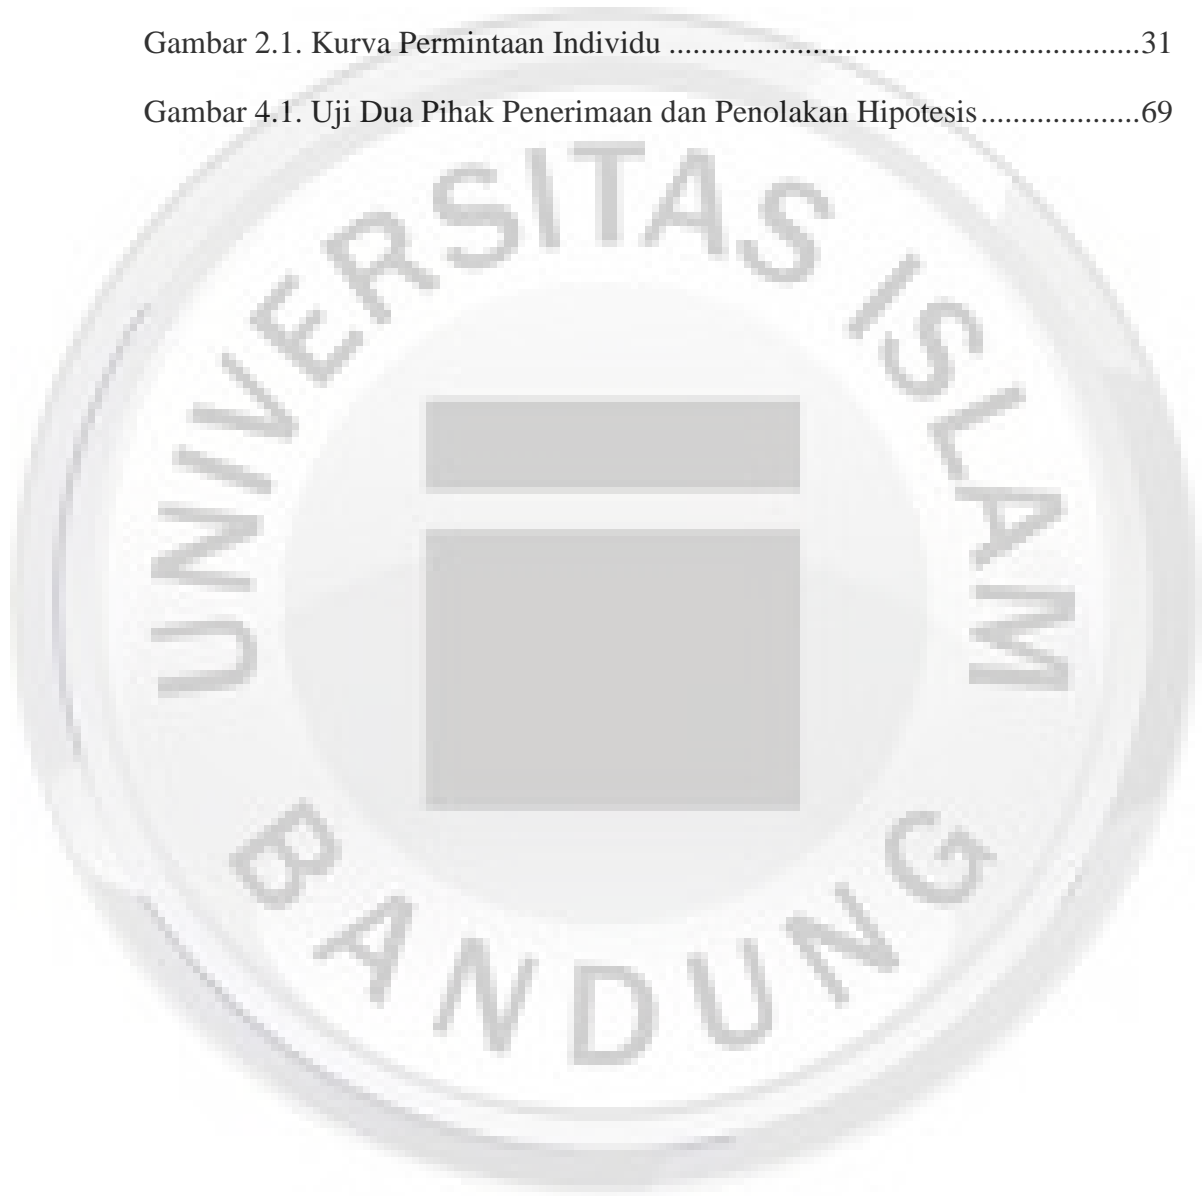 Gambar 2.1. Kurva Permintaan Individu ..........................................................31
Gambar 4.1. Uji Dua Pihak Penerimaan dan Penolakan Hipotesis...................69
UNIVERSITAS ISLAM
BANDUNG